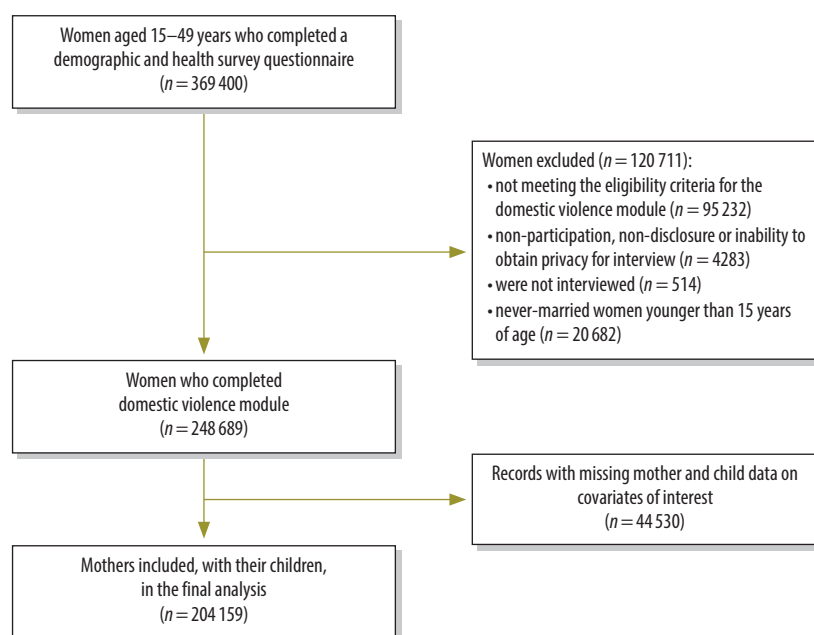 Women aged 15–49 years who completed a
demographic and health survey questionnaire
(n = 369 400)
Women excluded (n = 120 711):
• not meeting the eligibility criteria for the
domestic violence module (n = 95 232)
• non-participation, non-disclosure or inability to
obtain privacy for interview (n = 4283)
• were not interviewed (n = 514)
• never-married women younger than 15 years
of age (n = 20 682)
Women who completed
domestic violence module
(n = 248 689)
Records with missing mother and child data on
covariates of interest
(n = 44 530)
Mothers included, with their children,
in the final analysis
(n = 204 159)